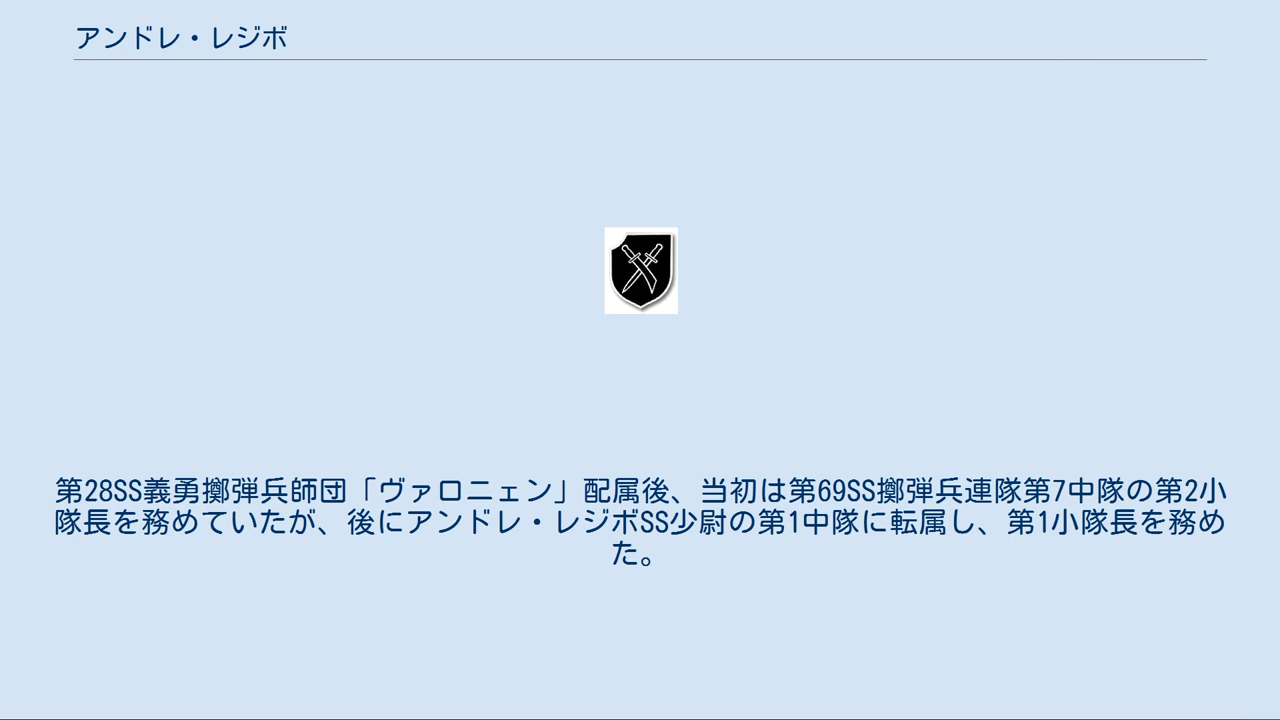 アンドレ・レジボ
第28SS義勇擲弾兵師団「ヴァロニェン」配属後、当初は第69SS擲弾兵連隊第7中隊の第2小
隊長を務めていたが、後にアンドレ・レジボSS少尉の第1中隊に転属し、第1小隊長を務め
た。